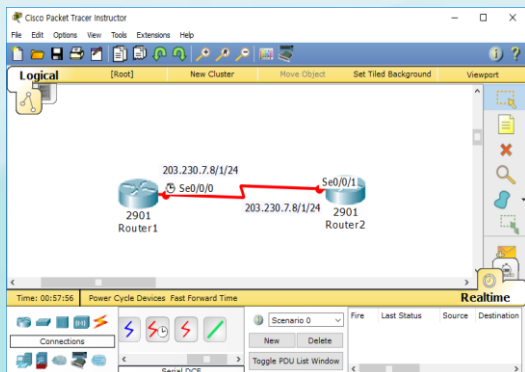 Cisco Packet Tracer Instructor
File Edit Options View Tools Extensions Help
Logical [Root] New Cluster Move Object Set Tiled Background Viewport
203.230.7.8/1/24
Se0/0/0
Se0/0/1
203.230.7.8/1/24
2901
Router1
2901
Router2
Time: 00:57:56 Power Cycle Devices Fast Forward Time Realtime
Scenario 0
Fire Last Status Source Destination
Connections
New Delete
Toggle PDU List Window
Serial DCE